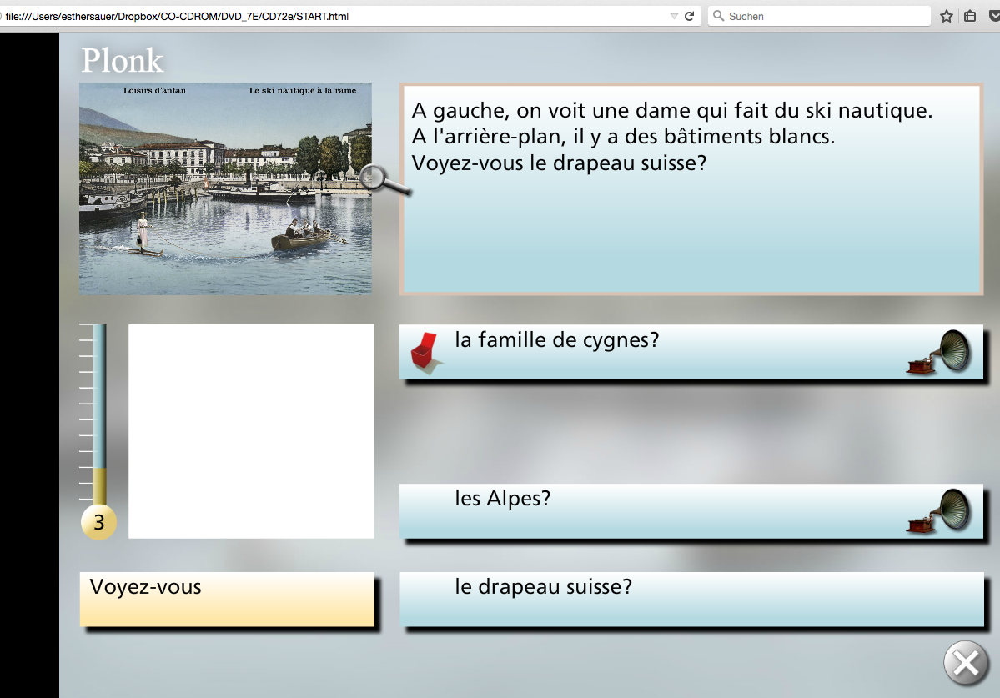 file:///Users/esthersauer/Dropbox/CO-CDROM/DVD_7E/CD72e/START.html
Suchen
Plonk
Loisirs d'antan
Le ski nautique à la rame
A gauche, on voit une dame qui fait du ski nautique.
A l'arrière-plan, il y a des bâtiments blancs.
Voyez-vous le drapeau suisse?
la famille de cygnes?
les Alpes?
3
Voyez-vous
le drapeau suisse?